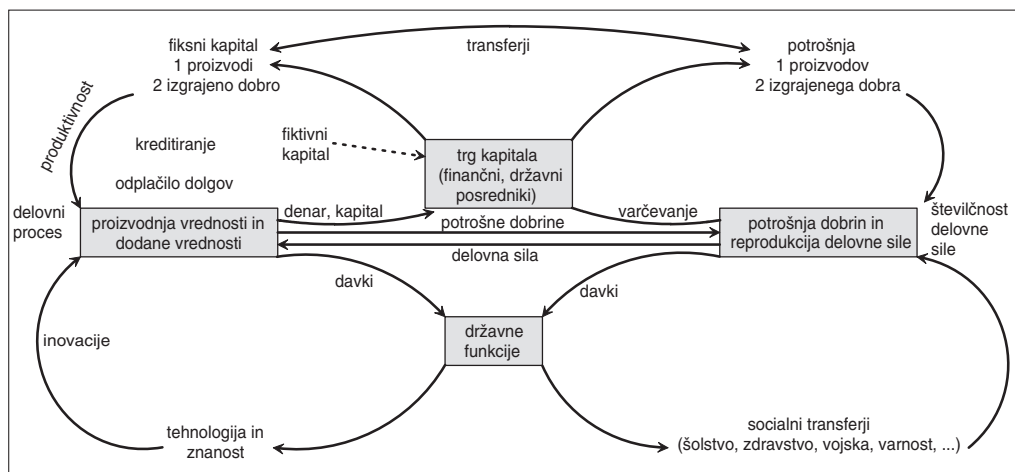 fiksni kapital
1 proizvodi
2 izgrajeno dobro
transferji
potrošnja
1 proizvodov
2 izgrajenega dobra
produktivnost
kreditiranje
odplačilo dolgov
fiktivni
kapital
trg kapitala
(finančni, državni
posredniki)
delovni
proces
proizvodnja vrednosti in
dodane vrednosti
denar, kapital
potrošne dobrine
varčevanje
delovna sila
potrošnja dobrin in
reprodukcija delovne sile
številčnost
delovne
sile
davki
davki
inovacije
državne
funkcije
tehnologija in
znanost
socialni transferji
(šolstvo, zdravstvo, vojska, varnost, ...)